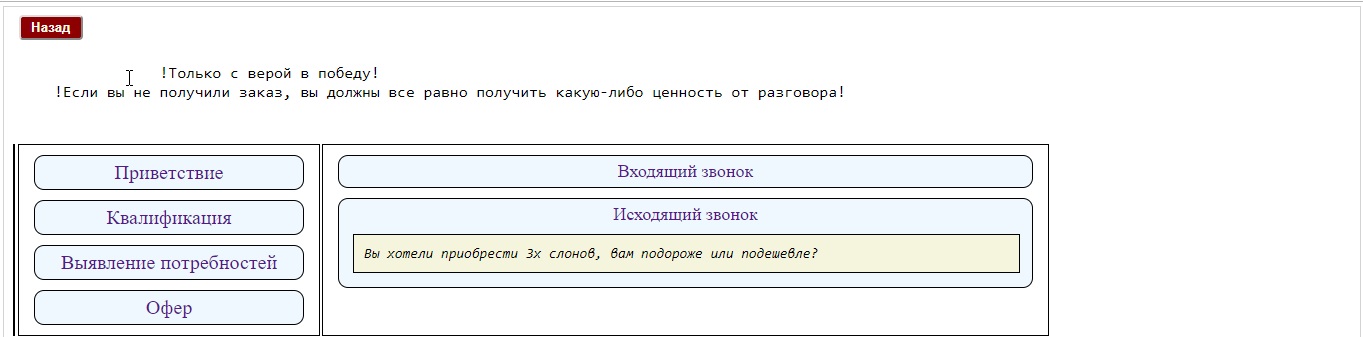 Назад
!Только с верой в победу!
!Если вы не получили заказ, вы должны все равно получить какую-либо ценность от разговора!
Приветствие
Квалификация
Выявление потребностей
Офер
Входящий звонок
Исходящий звонок
Вы хотели приобрести 3х слонов, вам подороже или подешевле?